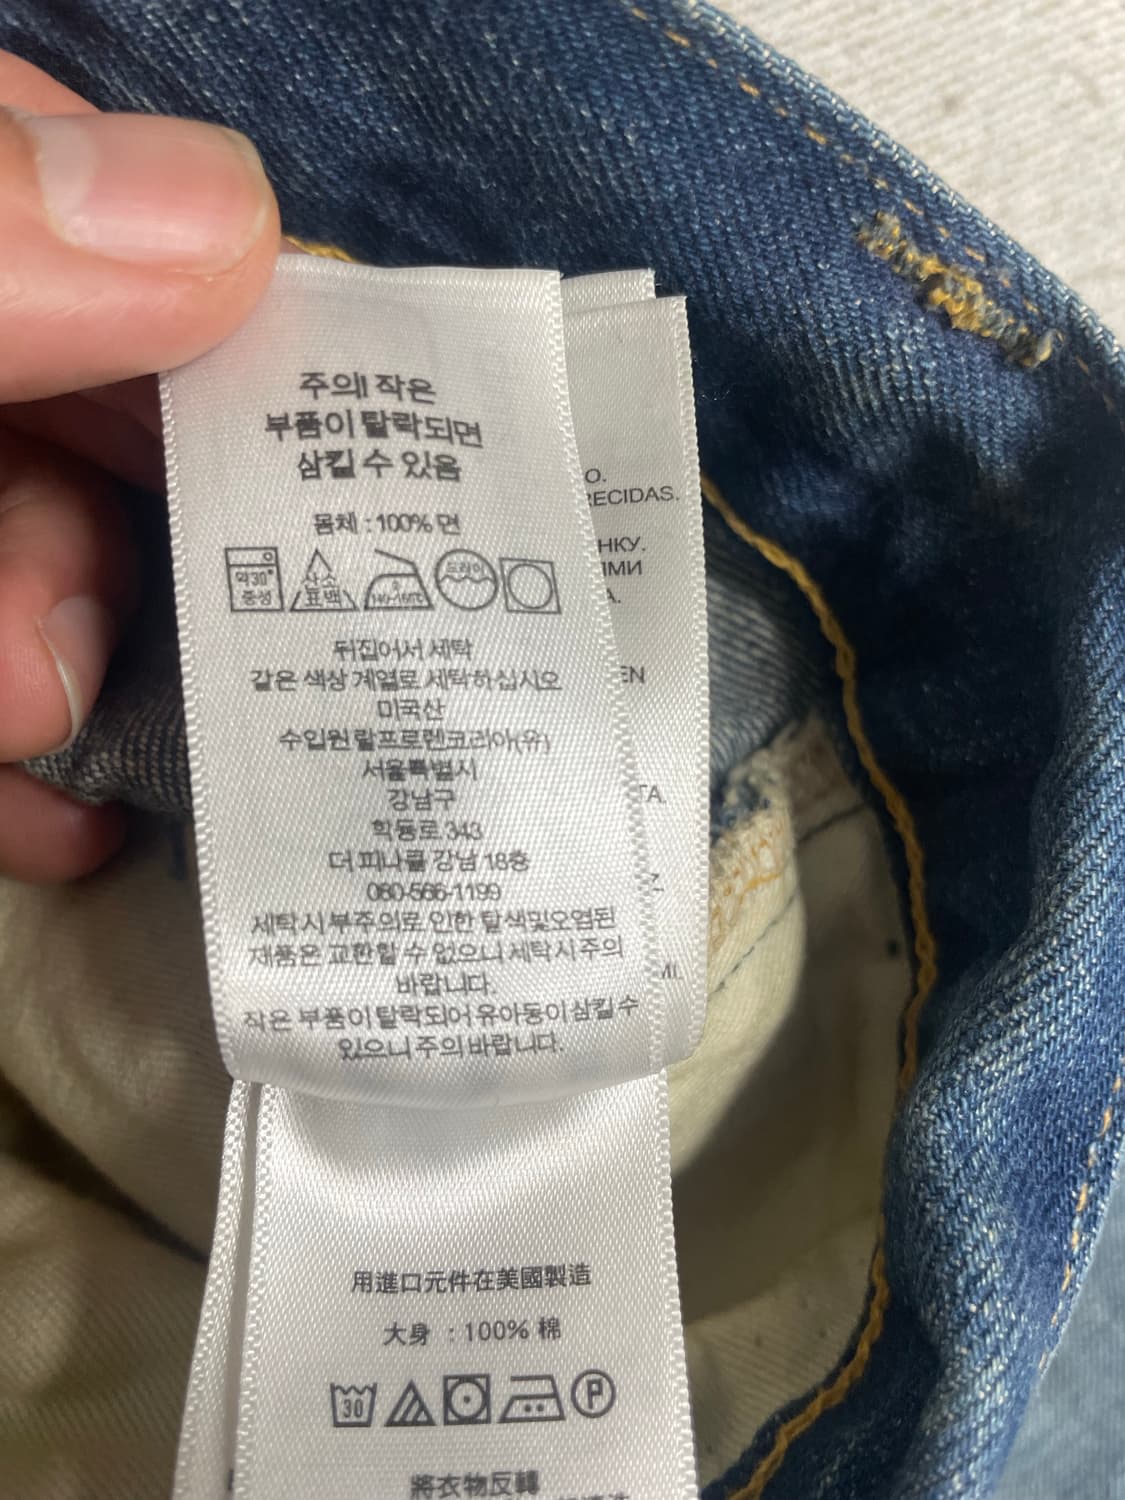 주의! 작은
부품이 탈락되면
삼킬 수 있음
몸체 : 100% 면
약30°
중성
산소
표백
140~160℃
드라이
뒤집어서 세탁
같은 색상 계열로 세탁하십시오
미국산
수입원 랄프로렌코리아(유)
서울특별시
강남구
학동로 343
더 피나클 강남 18층
080-566-1199
세탁시 부주의로 인한 탈색및오염된
제품은 교환할 수 없으니 세탁시 주의
바랍니다.
작은 부품이 탈락되어 유아동이 삼킬 수
있으니 주의 바랍니다.
O.
RECIDAS.
НКУ.
ИМИ
А.
EN
TA.
Z
MI.
用進口元件在美國製造
大身 : 100% 棉
30
P
將衣物反轉